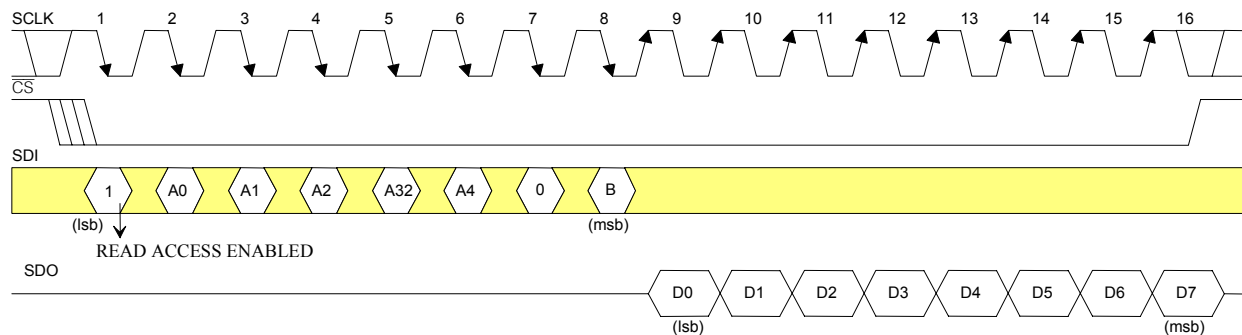 SCLK 1 2 3 4 5 6 7 8 9 10 11 12 13 14 15 16
CS
SDI
1 A0 A1 A2 A32 A4 0 B
(lsb) (msb)
READ ACCESS ENABLED
SDO
D0 D1 D2 D3 D4 D5 D6 D7
(lsb) (msb)